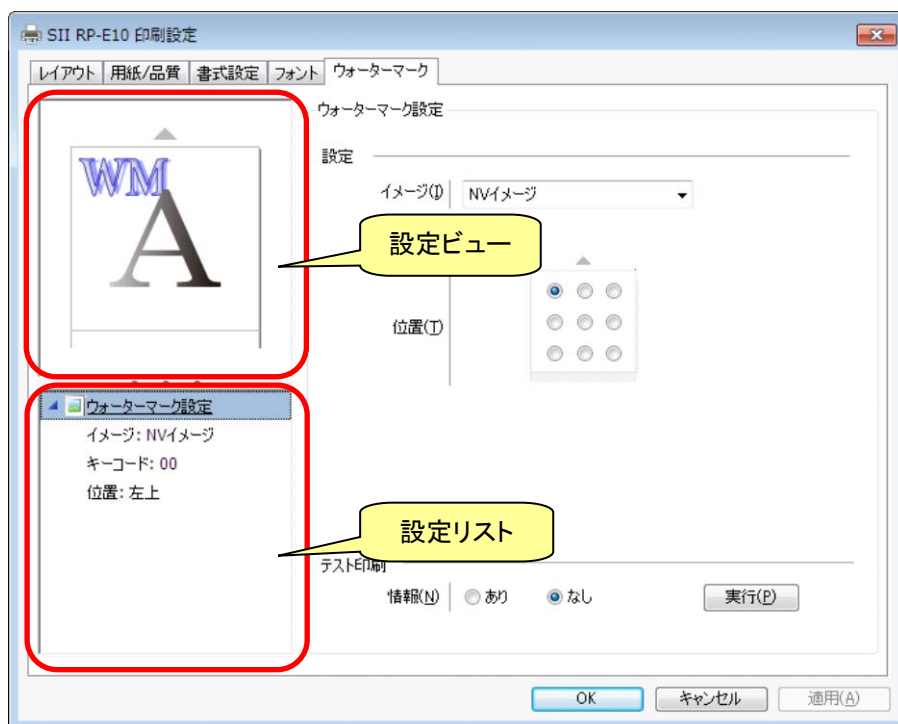 SII RP-E10 印刷設定
レイアウト 用紙/品質 書式設定 フォント ウォーターマーク
ウォーターマーク設定
設定
WM
A
イメージ(I) NVイメージ
設定ビュー
位置(T)
ウォーターマーク設定
イメージ: NVイメージ
キーコード: 00
位置: 左上
設定リスト
テスト印刷
情報(N) あり なし 実行(P)
OK キャンセル 適用(A)